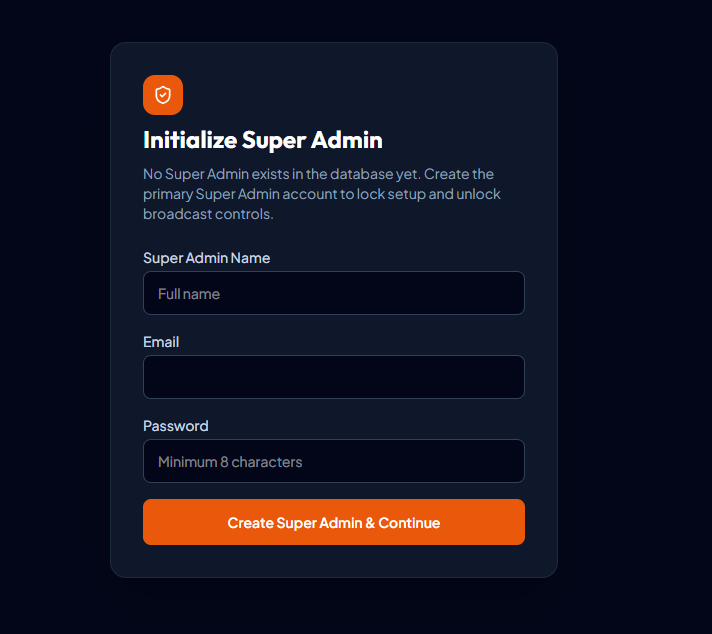 Initialize Super Admin
No Super Admin exists in the database yet. Create the
primary Super Admin account to lock setup and unlock
broadcast controls.
Super Admin Name
Full name
Email
Password
Minimum 8 characters
Create Super Admin & Continue